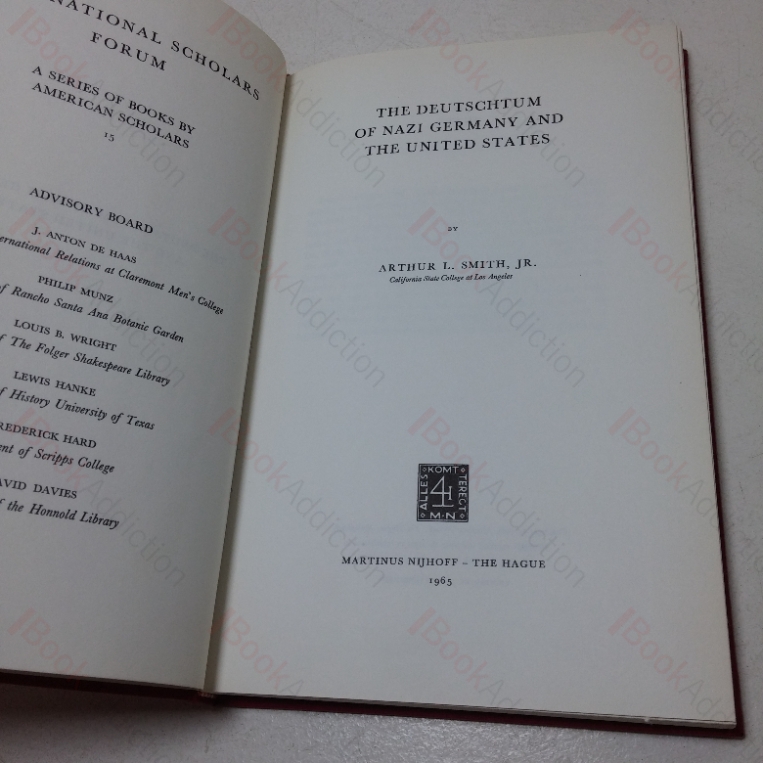 NATIONAL SCHOLARS
FORUM
A SERIES OF BOOKS BY
AMERICAN SCHOLARS
15
ADVISORY BOARD
J. ANTON DE HAAS
ernational Relations at Claremont Men's College
PHILIP MUNZ
of Rancho Santa Ana Botanic Garden
LOUIS B. WRIGHT
f The Folger Shakespeare Library
LEWIS HANKE
f History University of Texas
REDERICK HARD
ent of Scripps College
AVID DAVIES
f the Honnold Library
THE DEUTSCHTUM
OF NAZI GERMANY AND
THE UNITED STATES
BY
ARTHUR L. SMITH, JR.
California State College at Los Angeles
ALLES KOMT TERECHT
M·N
MARTINUS NIJHOFF – THE HAGUE
1965
BookAddiction